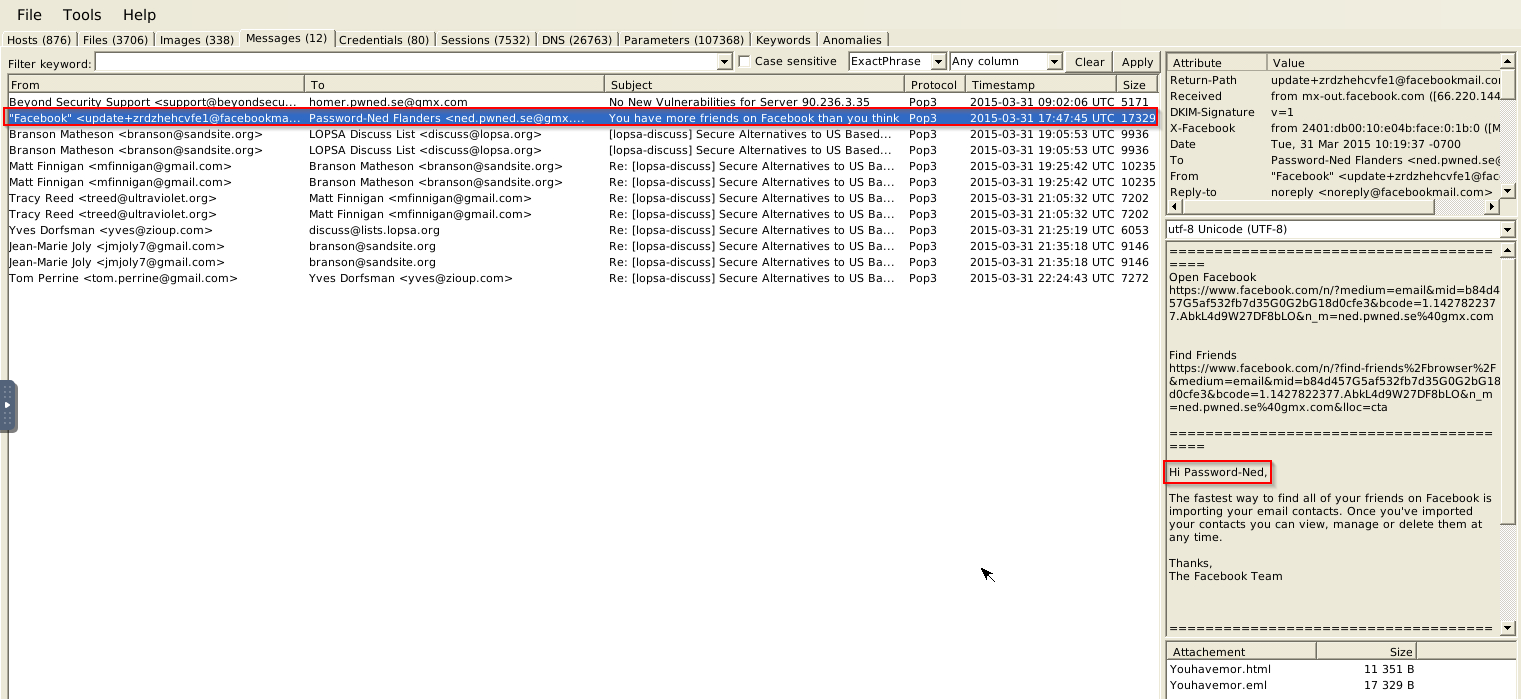 File Tools Help
Hosts (876) Files (3706) Images (338) Messages (12) Credentials (80) Sessions (7532) DNS (26763) Parameters (107368) Keywords Anomalies
Filter keyword: Case sensitive ExactPhrase Any column Clear Apply
From To Subject Protocol Timestamp Size
Beyond Security Support <support@beyondsecu... homer.pwned.se@gmx.com No New Vulnerabilities for Server 90.236.3.35 Pop3 2015-03-31 09:02:06 UTC 5171
"Facebook" <update+zrdzhehcvfe1@facebookma... Password-Ned Flanders <ned.pwned.se@gmx.... You have more friends on Facebook than you think Pop3 2015-03-31 17:47:45 UTC 17329
Branson Matheson <branson@sandsite.org> LOPSA Discuss List <discuss@lopsa.org> [lopsa-discuss] Secure Alternatives to US Based... Pop3 2015-03-31 19:05:53 UTC 9936
Branson Matheson <branson@sandsite.org> LOPSA Discuss List <discuss@lopsa.org> [lopsa-discuss] Secure Alternatives to US Based... Pop3 2015-03-31 19:05:53 UTC 9936
Matt Finnigan <mfinnigan@gmail.com> Branson Matheson <branson@sandsite.org> Re: [lopsa-discuss] Secure Alternatives to US Ba... Pop3 2015-03-31 19:25:42 UTC 10235
Matt Finnigan <mfinnigan@gmail.com> Branson Matheson <branson@sandsite.org> Re: [lopsa-discuss] Secure Alternatives to US Ba... Pop3 2015-03-31 19:25:42 UTC 10235
Tracy Reed <treed@ultraviolet.org> Matt Finnigan <mfinnigan@gmail.com> Re: [lopsa-discuss] Secure Alternatives to US Ba... Pop3 2015-03-31 21:05:32 UTC 7202
Tracy Reed <treed@ultraviolet.org> Matt Finnigan <mfinnigan@gmail.com> Re: [lopsa-discuss] Secure Alternatives to US Ba... Pop3 2015-03-31 21:05:32 UTC 7202
Yves Dorfsman <yves@zioup.com> discuss@lists.lopsa.org Re: [lopsa-discuss] Secure Alternatives to US Ba... Pop3 2015-03-31 21:25:19 UTC 6053
Jean-Marie Joly <jmjoly7@gmail.com> branson@sandsite.org Re: [lopsa-discuss] Secure Alternatives to US Ba... Pop3 2015-03-31 21:35:18 UTC 9146
Jean-Marie Joly <jmjoly7@gmail.com> branson@sandsite.org Re: [lopsa-discuss] Secure Alternatives to US Ba... Pop3 2015-03-31 21:35:18 UTC 9146
Tom Perrine <tom.perrine@gmail.com> Yves Dorfsman <yves@zioup.com> Re: [lopsa-discuss] Secure Alternatives to US Ba... Pop3 2015-03-31 22:24:43 UTC 7272
Attribute Value
Return-Path update+zrdzhehcvfe1@facebookmail.co
Received from mx-out.facebook.com ([66.220.144
DKIM-Signature v=1
X-Facebook from 2401:db00:10:e04b:face:0:1b:0 ([M
Date Tue, 31 Mar 2015 10:19:37 -0700
To Password-Ned Flanders <ned.pwned.se@
From "Facebook" <update+zrdzhehcvfe1@fac
Reply-to noreply <noreply@facebookmail.com>
utf-8 Unicode (UTF-8)
====================================
====
Open Facebook
https://www.facebook.com/n/?medium=email&mid=b84d4
57G5af532fb7d35G0G2bG18d0cfe3&bcode=1.142782237
7.AbkL4d9W27DF8bLO&n_m=ned.pwned.se%40gmx.com
Find Friends
https://www.facebook.com/n/?find-friends%2Fbrowser%2F
&medium=email&mid=b84d457G5af532fb7d35G0G2bG18
d0cfe3&bcode=1.1427822377.AbkL4d9W27DF8bLO&n_m
=ned.pwned.se%40gmx.com&lloc=cta
====================================
====
Hi Password-Ned,
The fastest way to find all of your friends on Facebook is
importing your email contacts. Once you've imported
your contacts you can view, manage or delete them at
any time.
Thanks,
The Facebook Team
====================================
Attachement Size
Youhavemor.html 11 351 B
Youhavemor.eml 17 329 B